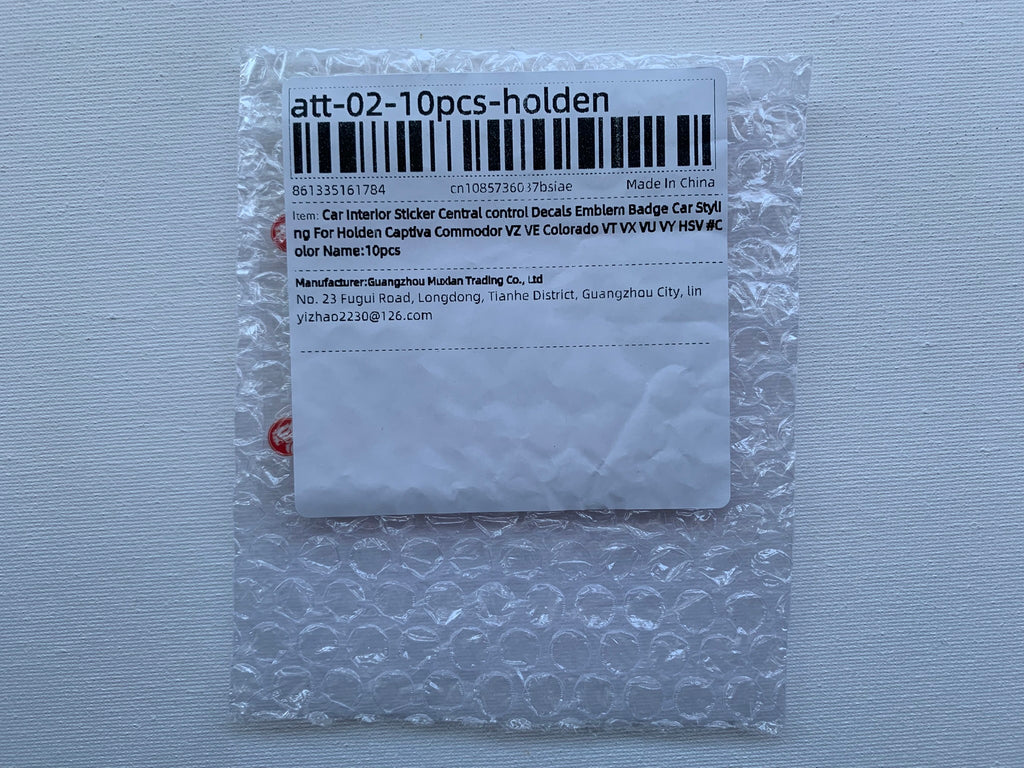 att-02-10pcs-holden
861335161784 cn1085736037bsiae Made In China
Item: Car Interior Sticker Central control Decals Emblem Badge Car Styli
ng For Holden Captiva Commodor VZ VE Colorado VT VX VU VY HSV #C
olor Name:10pcs
Manufacturer:Guangzhou Muxian Trading Co., Ltd
No. 23 Fugui Road, Longdong, Tianhe District, Guangzhou City, lin
yizhao2230@126.com